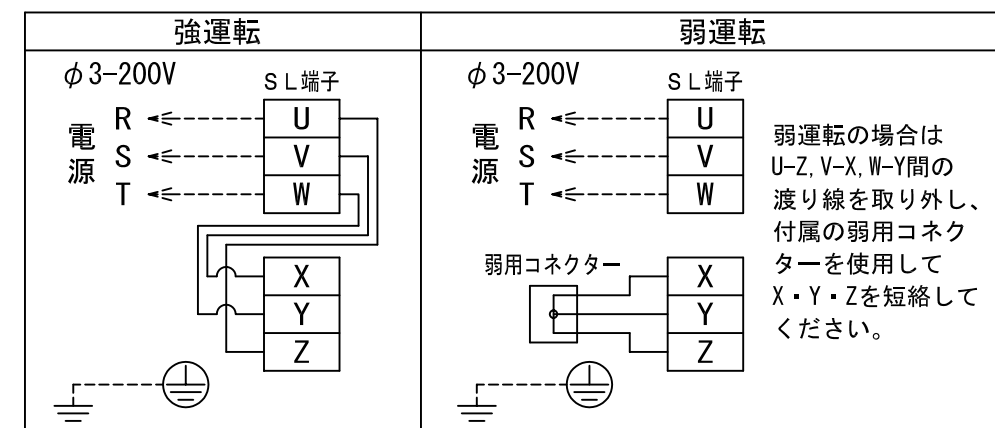 強運転
φ3-200V
SL端子
電源
R
S
T
U
V
W
X
Y
Z
弱運転
φ3-200V
SL端子
電源
R
S
T
U
V
W
弱用コネクター
X
Y
Z
弱運転の場合は
U-Z,V-X,W-Y間の
渡り線を取り外し、
付属の弱用コネク
ターを使用して
X・Y・Zを短絡して
ください。